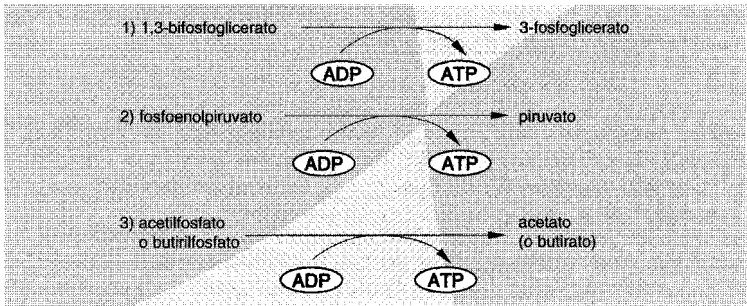 1) 1,3-bifosfoglicerato 3-fosfoglicerato
ADP ATP
2) fosfoenolpiruvato piruvato
ADP ATP
3) acetilfosfato acetato
o butirilfosfato (o butirato)
ADP ATP